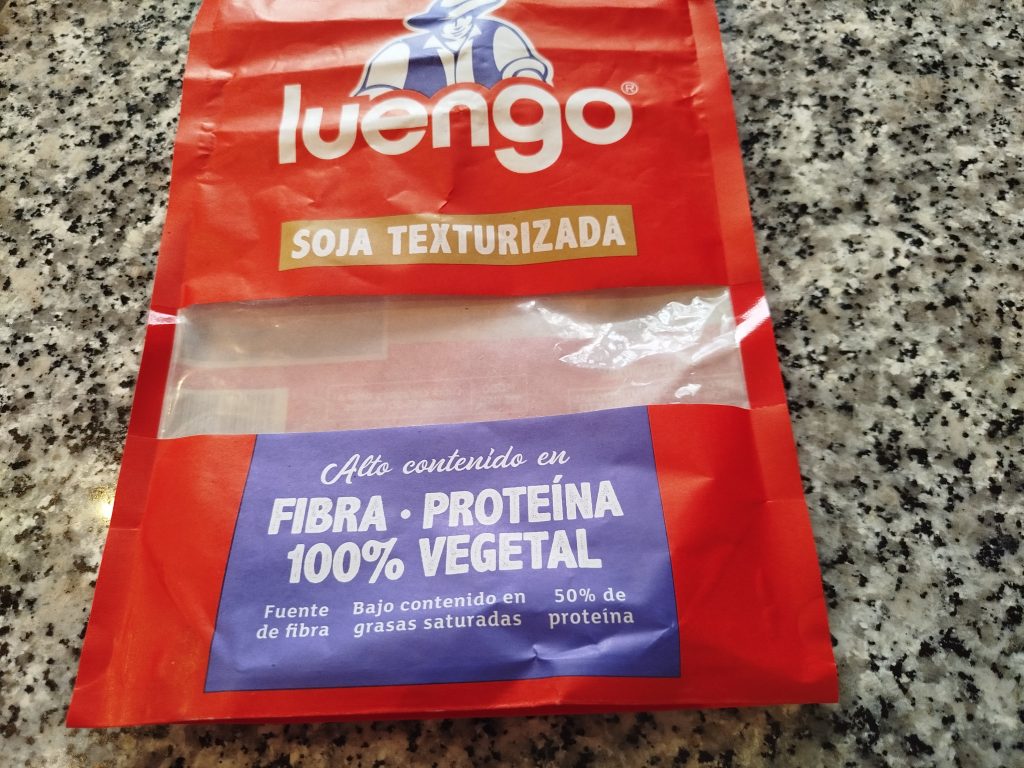 luengo®
SOJA TEXTURIZADA
Alto contenido en
FIBRA · PROTEÍNA
100% VEGETAL
Fuente de fibra
Bajo contenido en grasas saturadas
50% de proteína